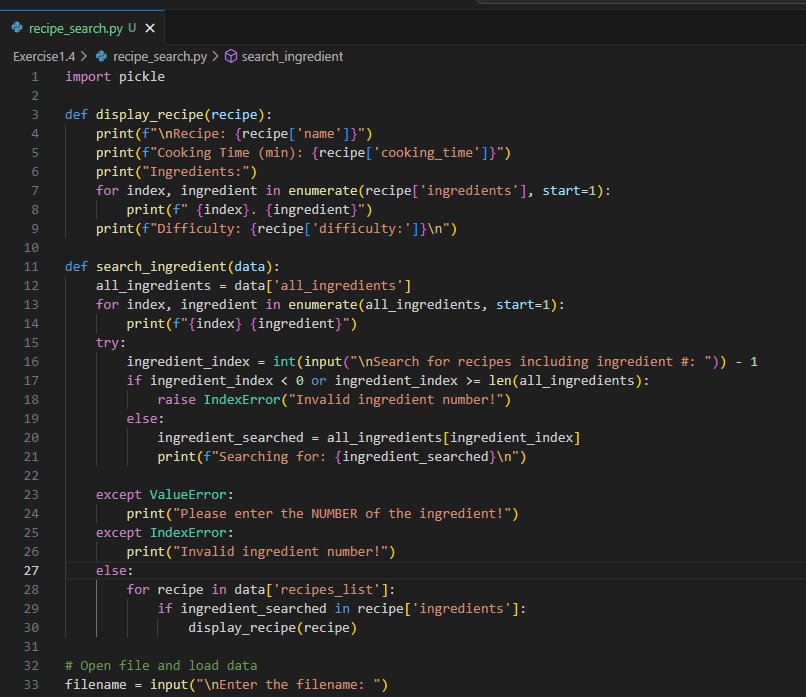 recipe_search.py U ×
Exercise1.4 > recipe_search.py > search_ingredient
1 import pickle
2
3 def display_recipe(recipe):
4     print(f"\nRecipe: {recipe['name']}")
5     print(f"Cooking Time (min): {recipe['cooking_time']}")
6     print("Ingredients:")
7     for index, ingredient in enumerate(recipe['ingredients'], start=1):
8         print(f" {index}. {ingredient}")
9     print(f"Difficulty: {recipe['difficulty:']}\n")
10
11 def search_ingredient(data):
12     all_ingredients = data['all_ingredients']
13     for index, ingredient in enumerate(all_ingredients, start=1):
14         print(f"{index} {ingredient}")
15     try:
16         ingredient_index = int(input("\nSearch for recipes including ingredient #: ")) - 1
17         if ingredient_index < 0 or ingredient_index >= len(all_ingredients):
18             raise IndexError("Invalid ingredient number!")
19         else:
20             ingredient_searched = all_ingredients[ingredient_index]
21             print(f"Searching for: {ingredient_searched}\n")
22
23     except ValueError:
24         print("Please enter the NUMBER of the ingredient!")
25     except IndexError:
26         print("Invalid ingredient number!")
27     else:
28         for recipe in data['recipes_list']:
29             if ingredient_searched in recipe['ingredients']:
30                 display_recipe(recipe)
31
32 # Open file and load data
33 filename = input("\nEnter the filename: ")